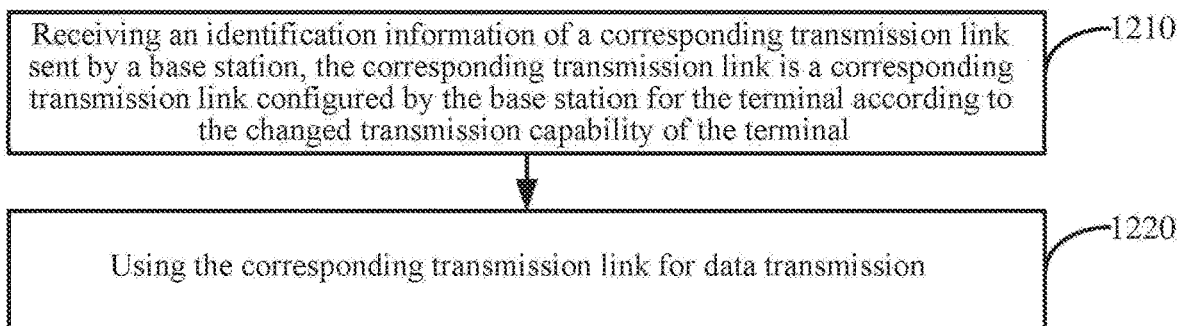 Receiving an identification information of a corresponding transmission link
sent by a base station, the corresponding transmission link is a corresponding
transmission link configured by the base station for the terminal according to
the changed transmission capability of the terminal
1210
Using the corresponding transmission link for data transmission
1220